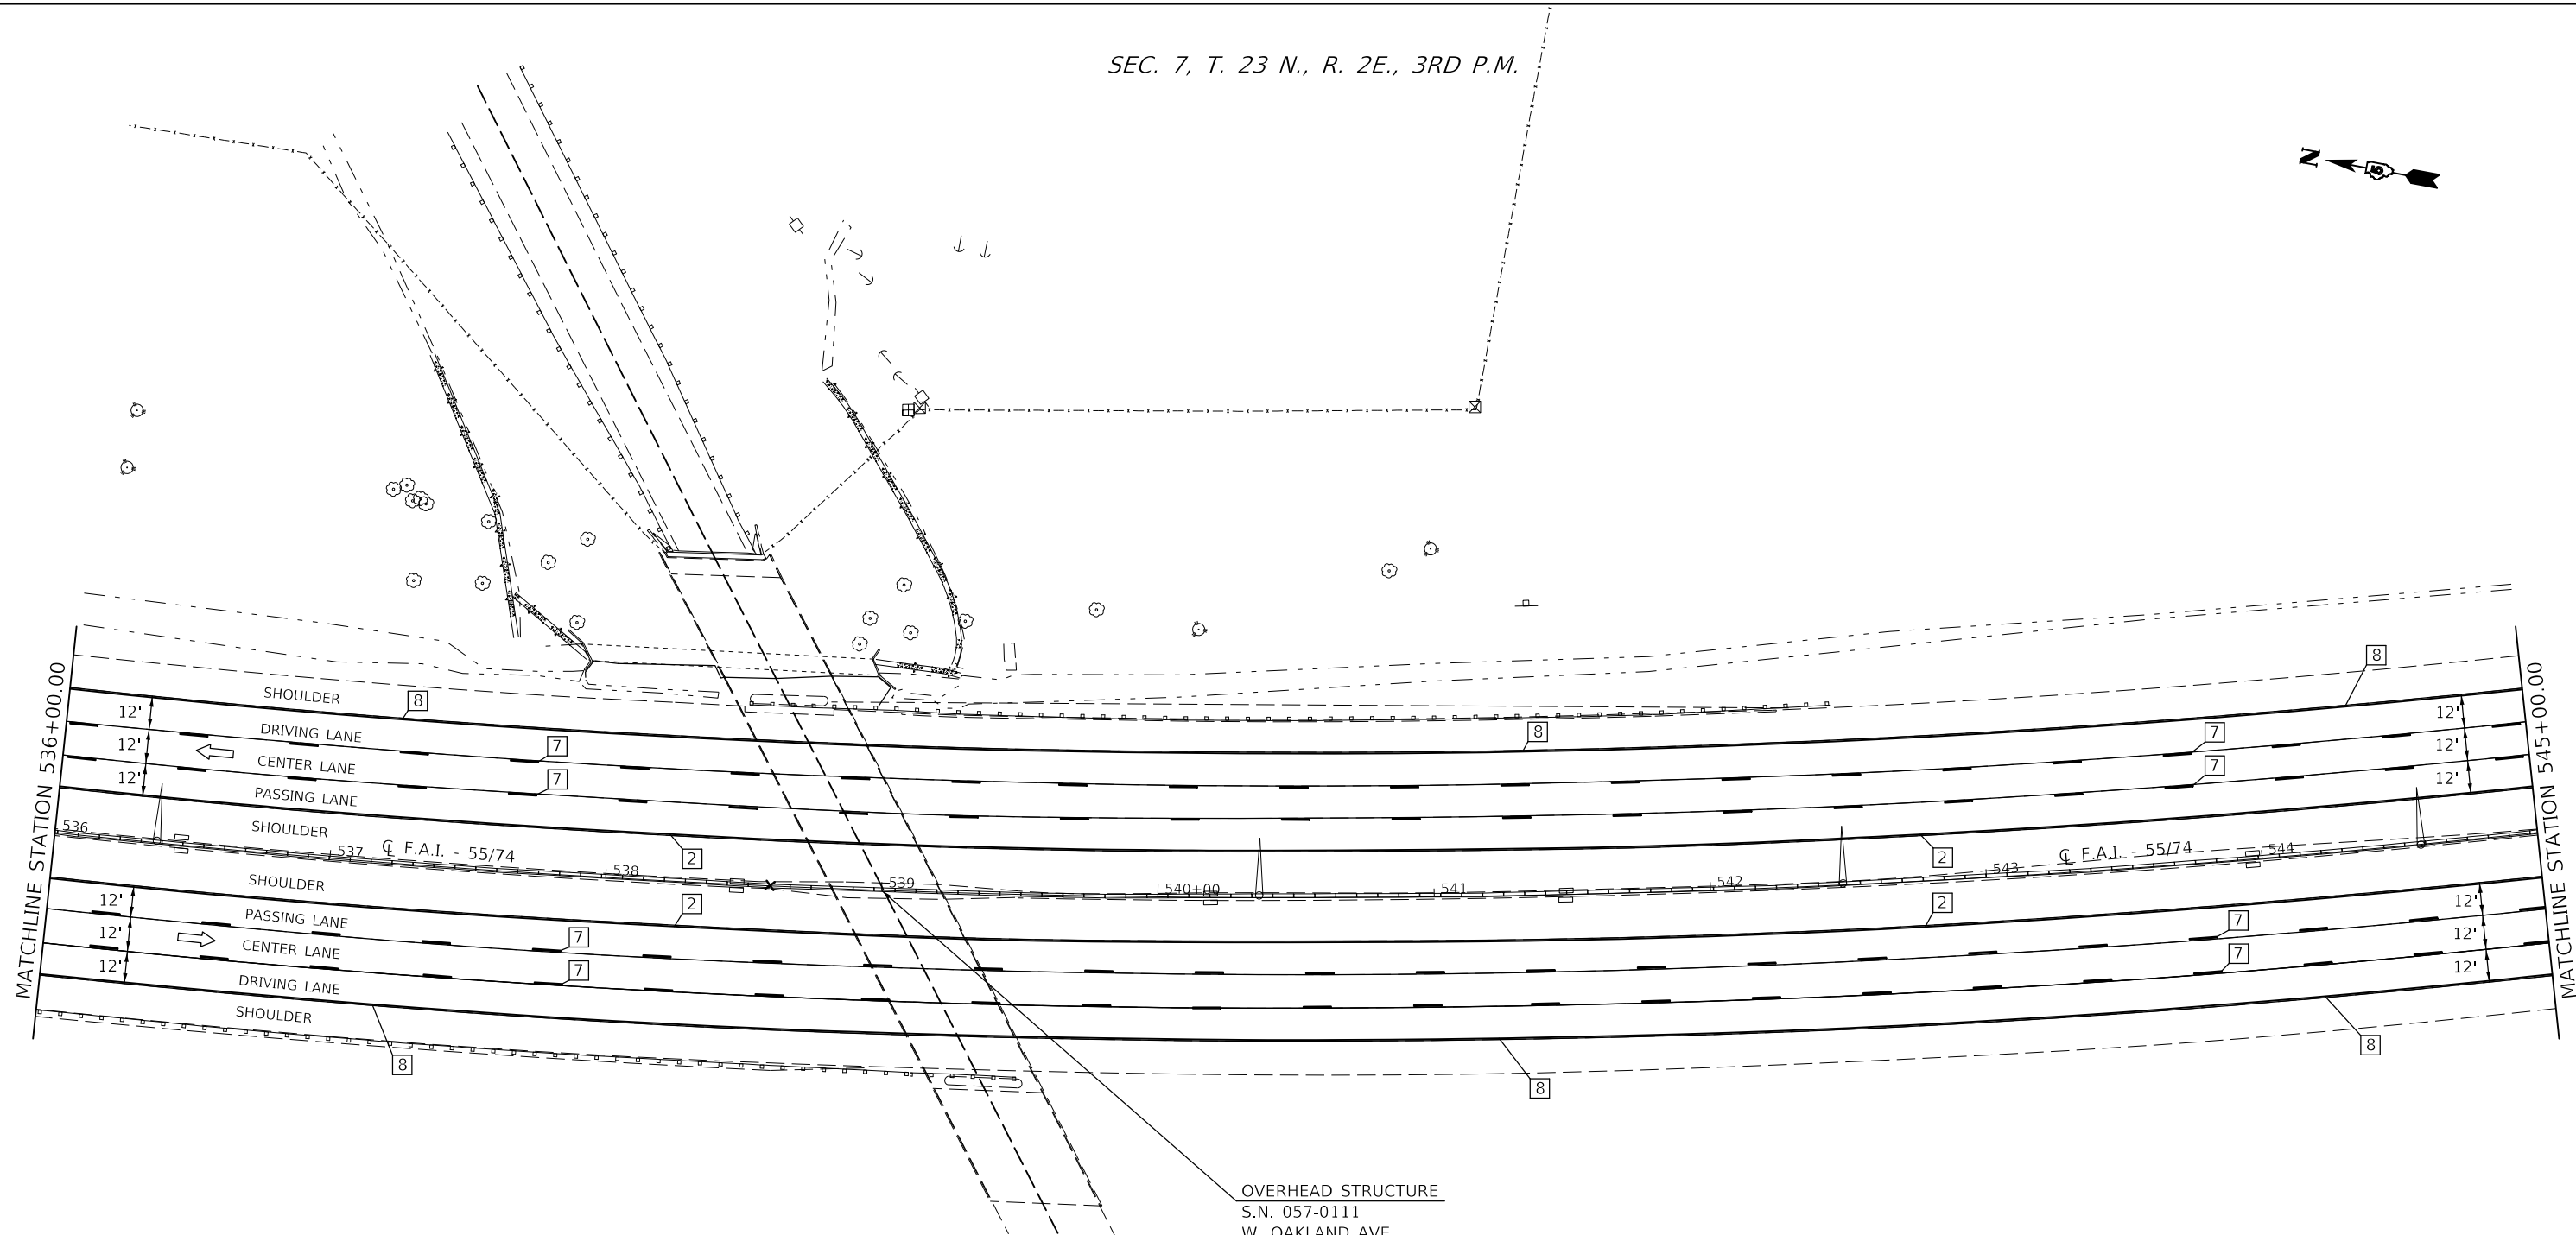 SEC. 7, T. 23 N., R. 2E., 3RD P.M.
N
MATCHLINE STATION 536+00.00
MATCHLINE STATION 545+00.00
8
SHOULDER
8
12'
12'
DRIVING LANE
8
7
7
12'
12'
CENTER LANE
7
7
12'
12'
PASSING LANE
536
SHOULDER
537
℄ F.A.I. - 55/74
2
2
℄ F.A.I. - 55/74
544
538
539
540+00
541
542
543
SHOULDER
2
2
12'
12'
PASSING LANE
7
7
12'
12'
CENTER LANE
7
7
12'
12'
DRIVING LANE
SHOULDER
8
8
8
OVERHEAD STRUCTURE
S.N. 057-0111
W. OAKLAND AVE